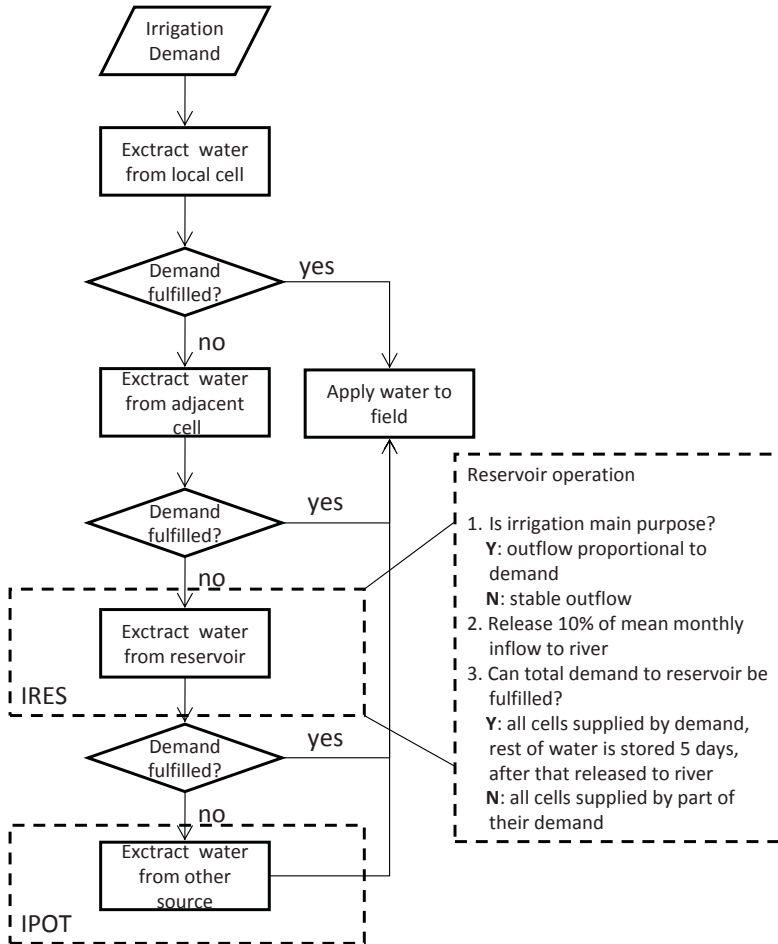 Irrigation
Demand
Exctract water
from local cell
Demand
fulfilled?
yes
no
Exctract water
from adjacent
cell
Apply water to
field
Demand
fulfilled?
yes
no
Exctract water
from reservoir
IRES
Demand
fulfilled?
yes
no
Exctract water
from other
source
IPOT
Reservoir operation
1. Is irrigation main purpose?
Y: outflow proportional to
demand
N: stable outflow
2. Release 10% of mean monthly
inflow to river
3. Can total demand to reservoir be
fulfilled?
Y: all cells supplied by demand,
rest of water is stored 5 days,
after that released to river
N: all cells supplied by part of
their demand